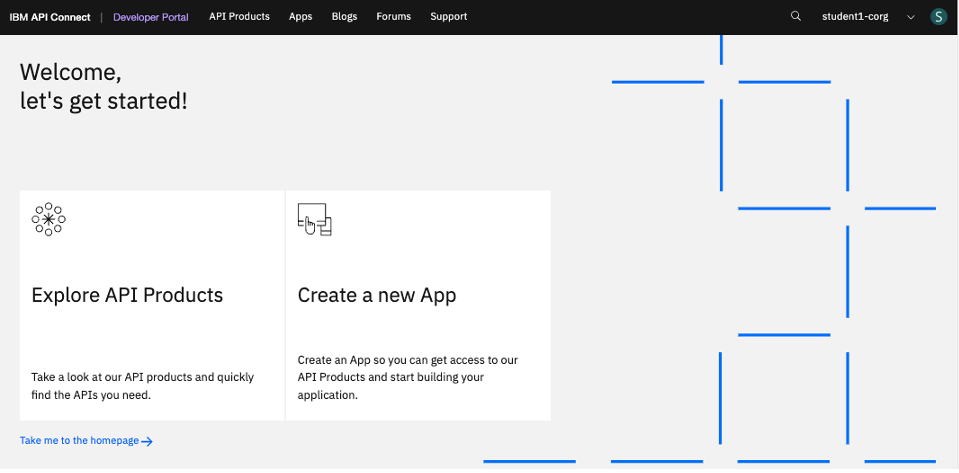 IBM API Connect | Developer Portal API Products Apps Blogs Forums Support student1-corg S
Welcome,
let's get started!
Explore API Products
Take a look at our API products and quickly
find the APIs you need.
Create a new App
Create an App so you can get access to our
API Products and start building your
application.
Take me to the homepage